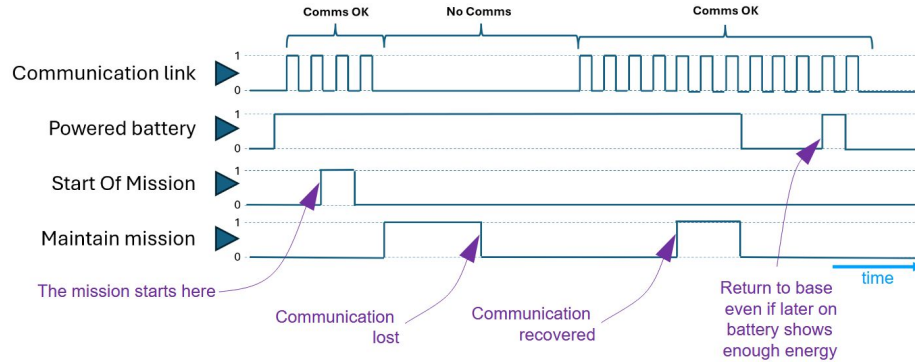 Comms OK
No Comms
Comms OK
Communication link
1
0
Powered battery
1
0
Start Of Mission
1
0
Maintain mission
1
0
time
The mission starts here
Communication
lost
Communication
recovered
Return to base
even if later on
battery shows
enough energy